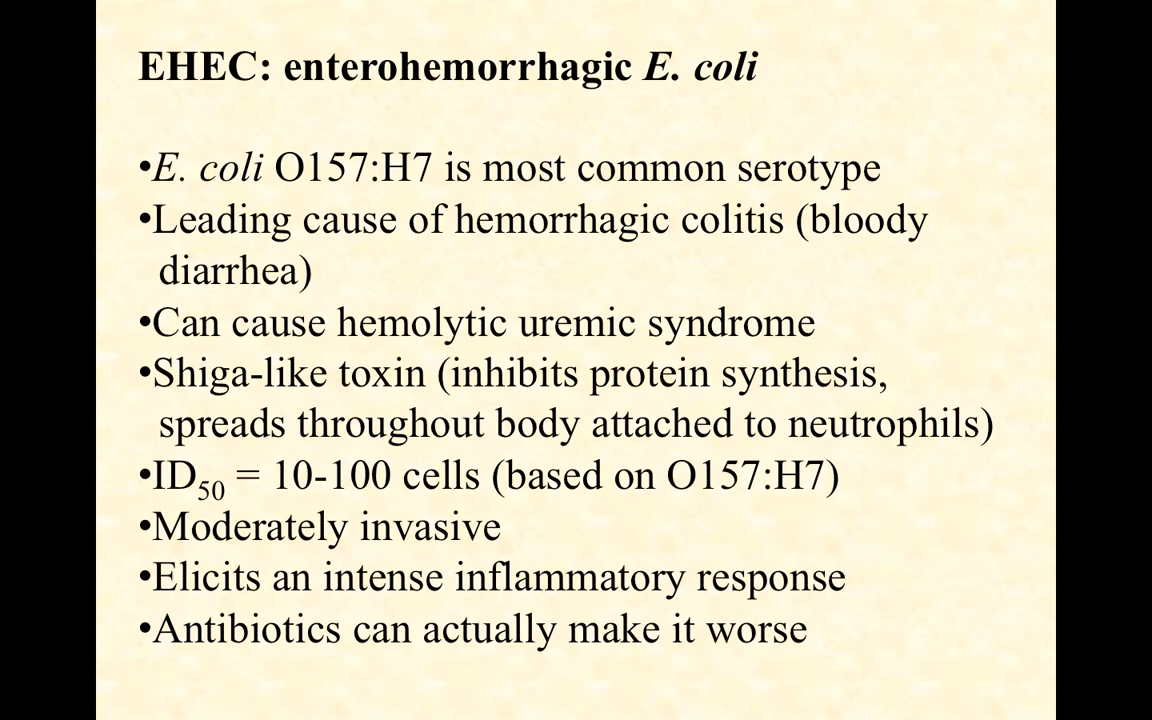 EHEC: enterohemorrhagic E. coli
•E. coli O157:H7 is most common serotype
•Leading cause of hemorrhagic colitis (bloody
diarrhea)
•Can cause hemolytic uremic syndrome
•Shiga-like toxin (inhibits protein synthesis,
spreads throughout body attached to neutrophils)
•ID50 = 10-100 cells (based on O157:H7)
•Moderately invasive
•Elicits an intense inflammatory response
•Antibiotics can actually make it worse